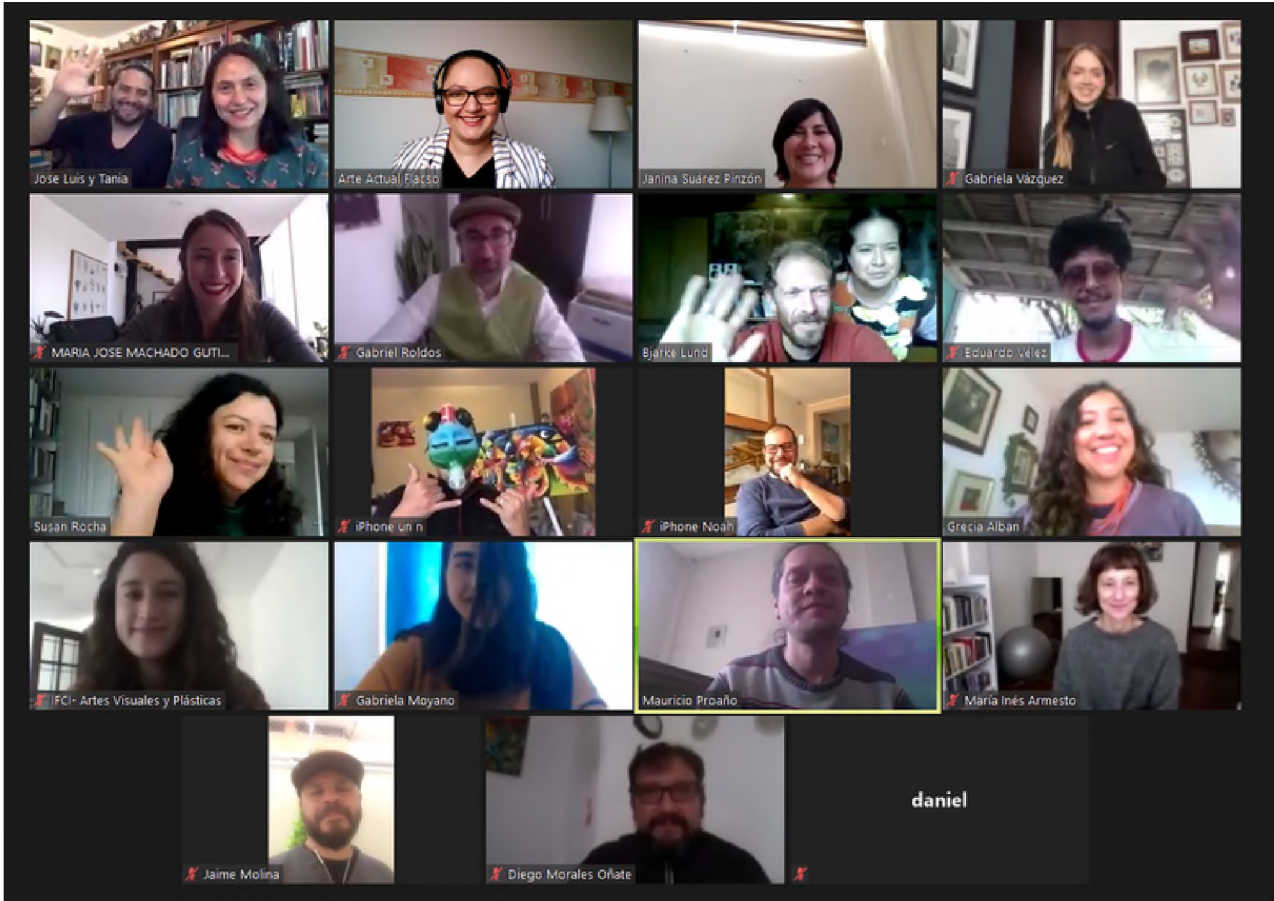 Jose Luis y Tania
Arte Actual Flacso
Janina Suárez Pinzón
Gabriela Vázquez
MARIA JOSE MACHADO GUTI...
Gabriel Roldos
Bjarke Lund
Eduardo Vélez
Susan Rocha
iPhone un n
iPhone Noah
Grecia Alban
IFCI- Artes Visuales y Plásticas
Gabriela Moyano
Mauricio Proaño
María Inés Armesto
Jaime Molina
Diego Morales Oñate
daniel